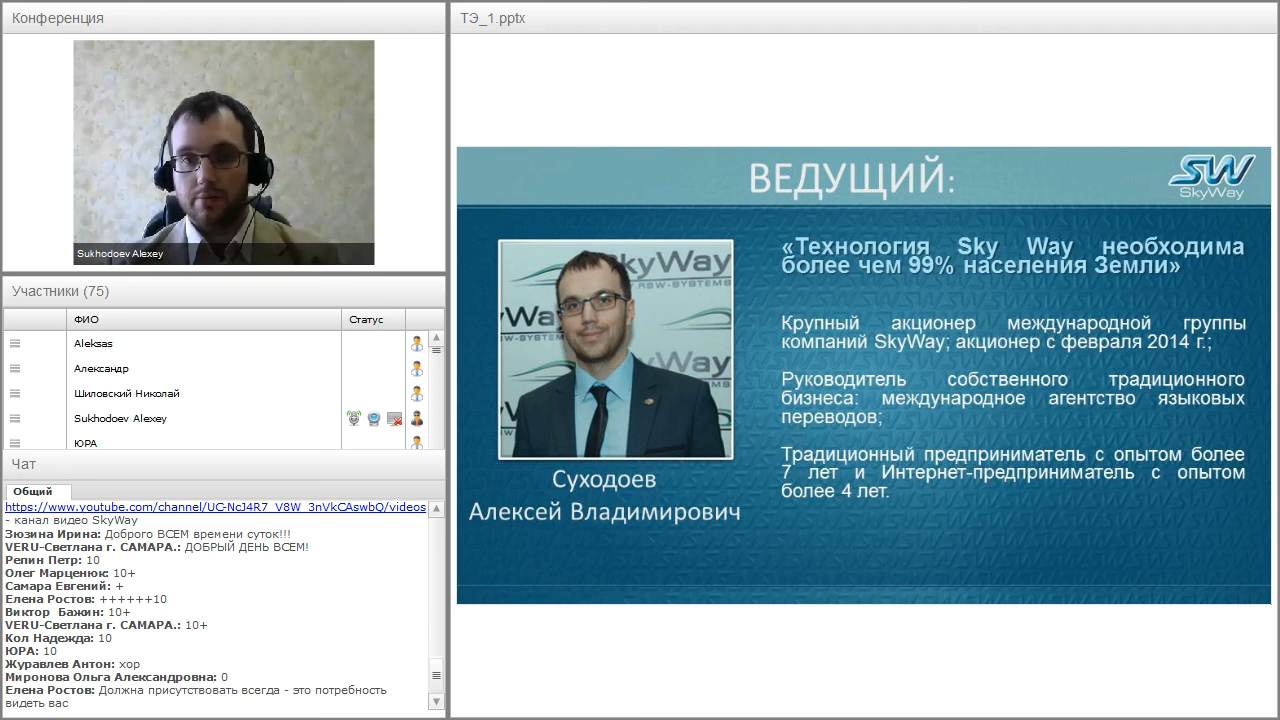 Конференция
Sukhodoev Alexey
Участники (75)
ФИО
Статус
Aleksas
Александр
Шиловский Николай
Sukhodoev Alexey
ЮРА
Чат
Общий
https://www.youtube.com/channel/UC-NcJ4R7_V8W_3nVkCAswbQ/videos
- канал видео SkyWay
Зюзина Ирина: Доброго ВСЕМ времени суток!!!
VERU-Светлана г. САМАРА.: ДОБРЫЙ ДЕНЬ ВСЕМ!
Репин Петр: 10
Олег Марценюк: 10+
Самара Евгений: +
Елена Ростов: ++++++10
Виктор Бажин: 10+
VERU-Светлана г. САМАРА.: 10+
Кол Надежда: 10
ЮРА: 10
Журавлев Антон: хор
Миронова Ольга Александровна: 0
Елена Ростов: Должна присутствовать всегда - это потребность
видеть вас
ТЭ_1.pptx
ВЕДУЩИЙ:
SW
SkyWay
SkyWay
.RSW-SYSTEMS
Суходоев
Алексей Владимирович
«Технология Sky Way необходима
более чем 99% населения Земли»
Крупный акционер международной группы
компаний SkyWay; акционер с февраля 2014 г.;
Руководитель собственного традиционного
бизнеса: международное агентство языковых
переводов;
Традиционный предприниматель с опытом более
7 лет и Интернет-предприниматель с опытом
более 4 лет.